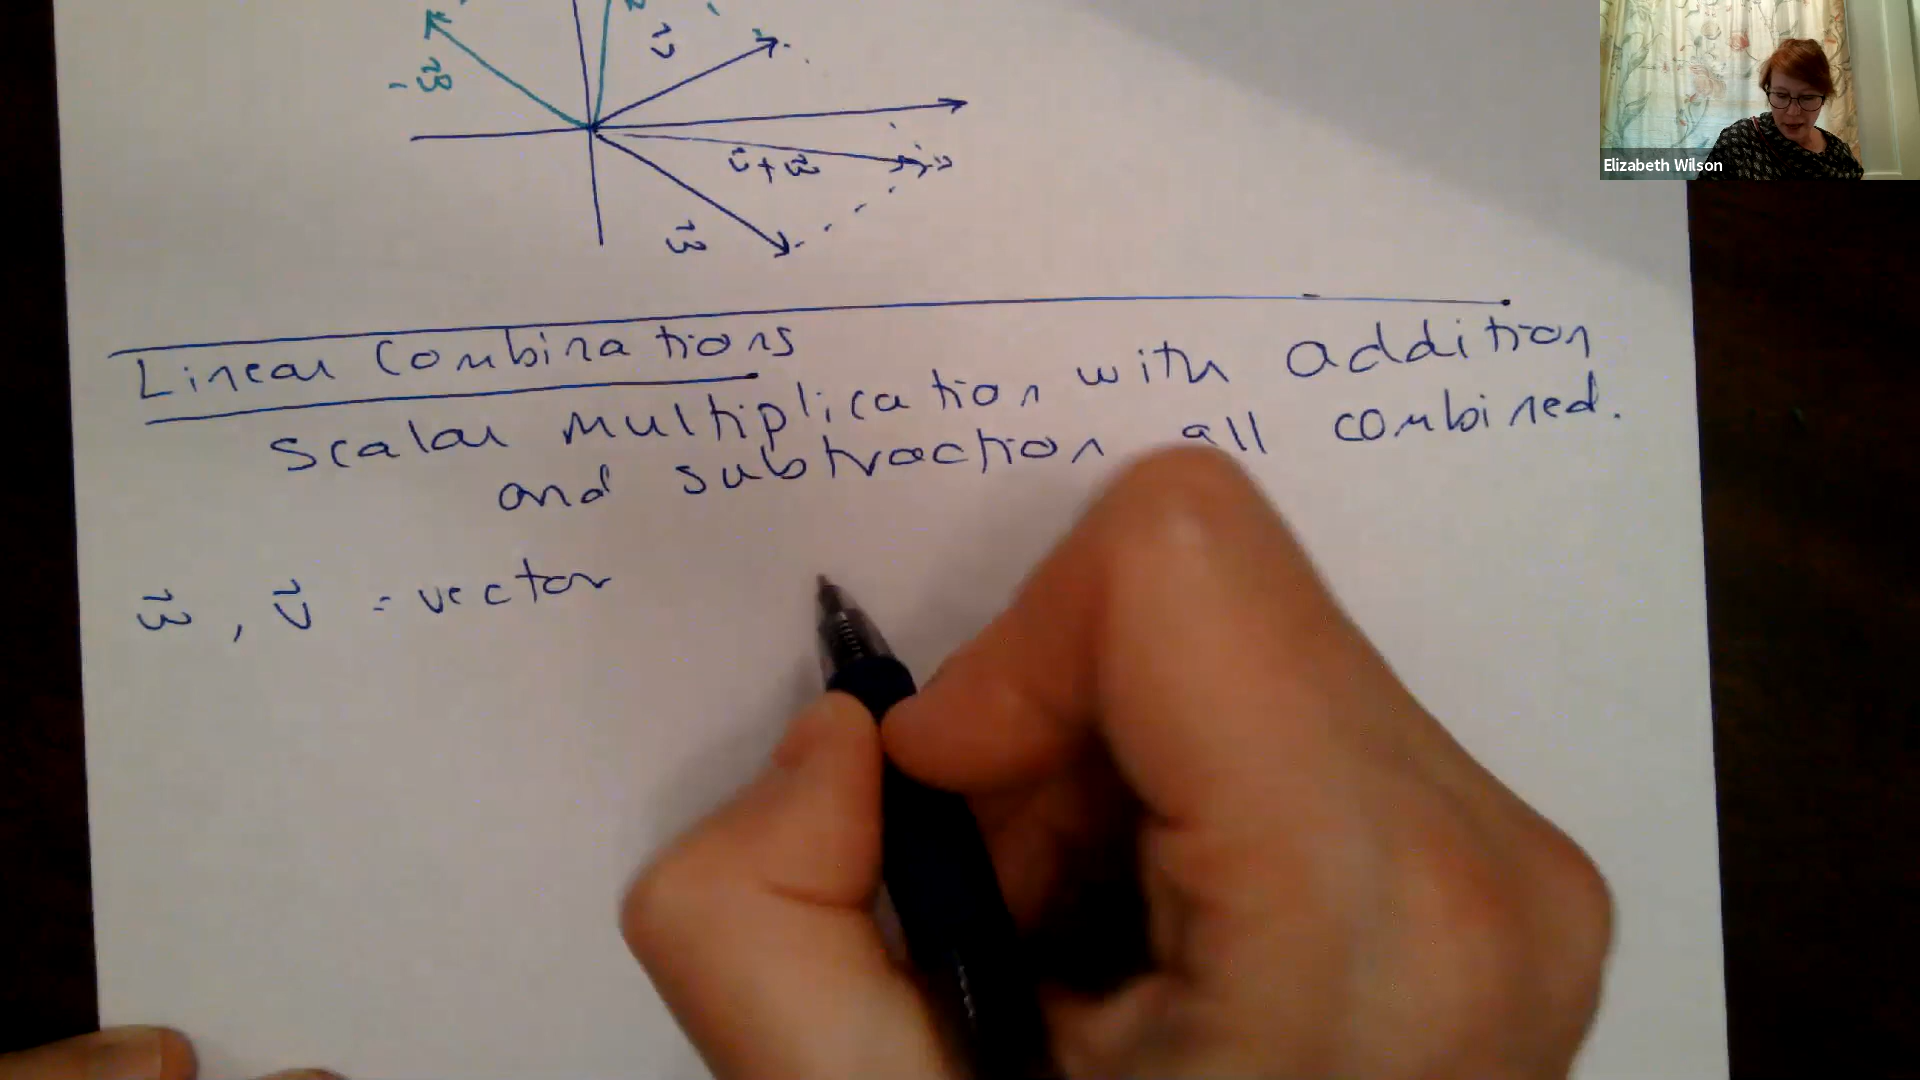 v⃗
-w⃗
v⃗+w⃗
w⃗
Elizabeth Wilson
Linear Combinations
scalar multiplication with addition
and subtraction all combined.
w⃗, v⃗ = vector